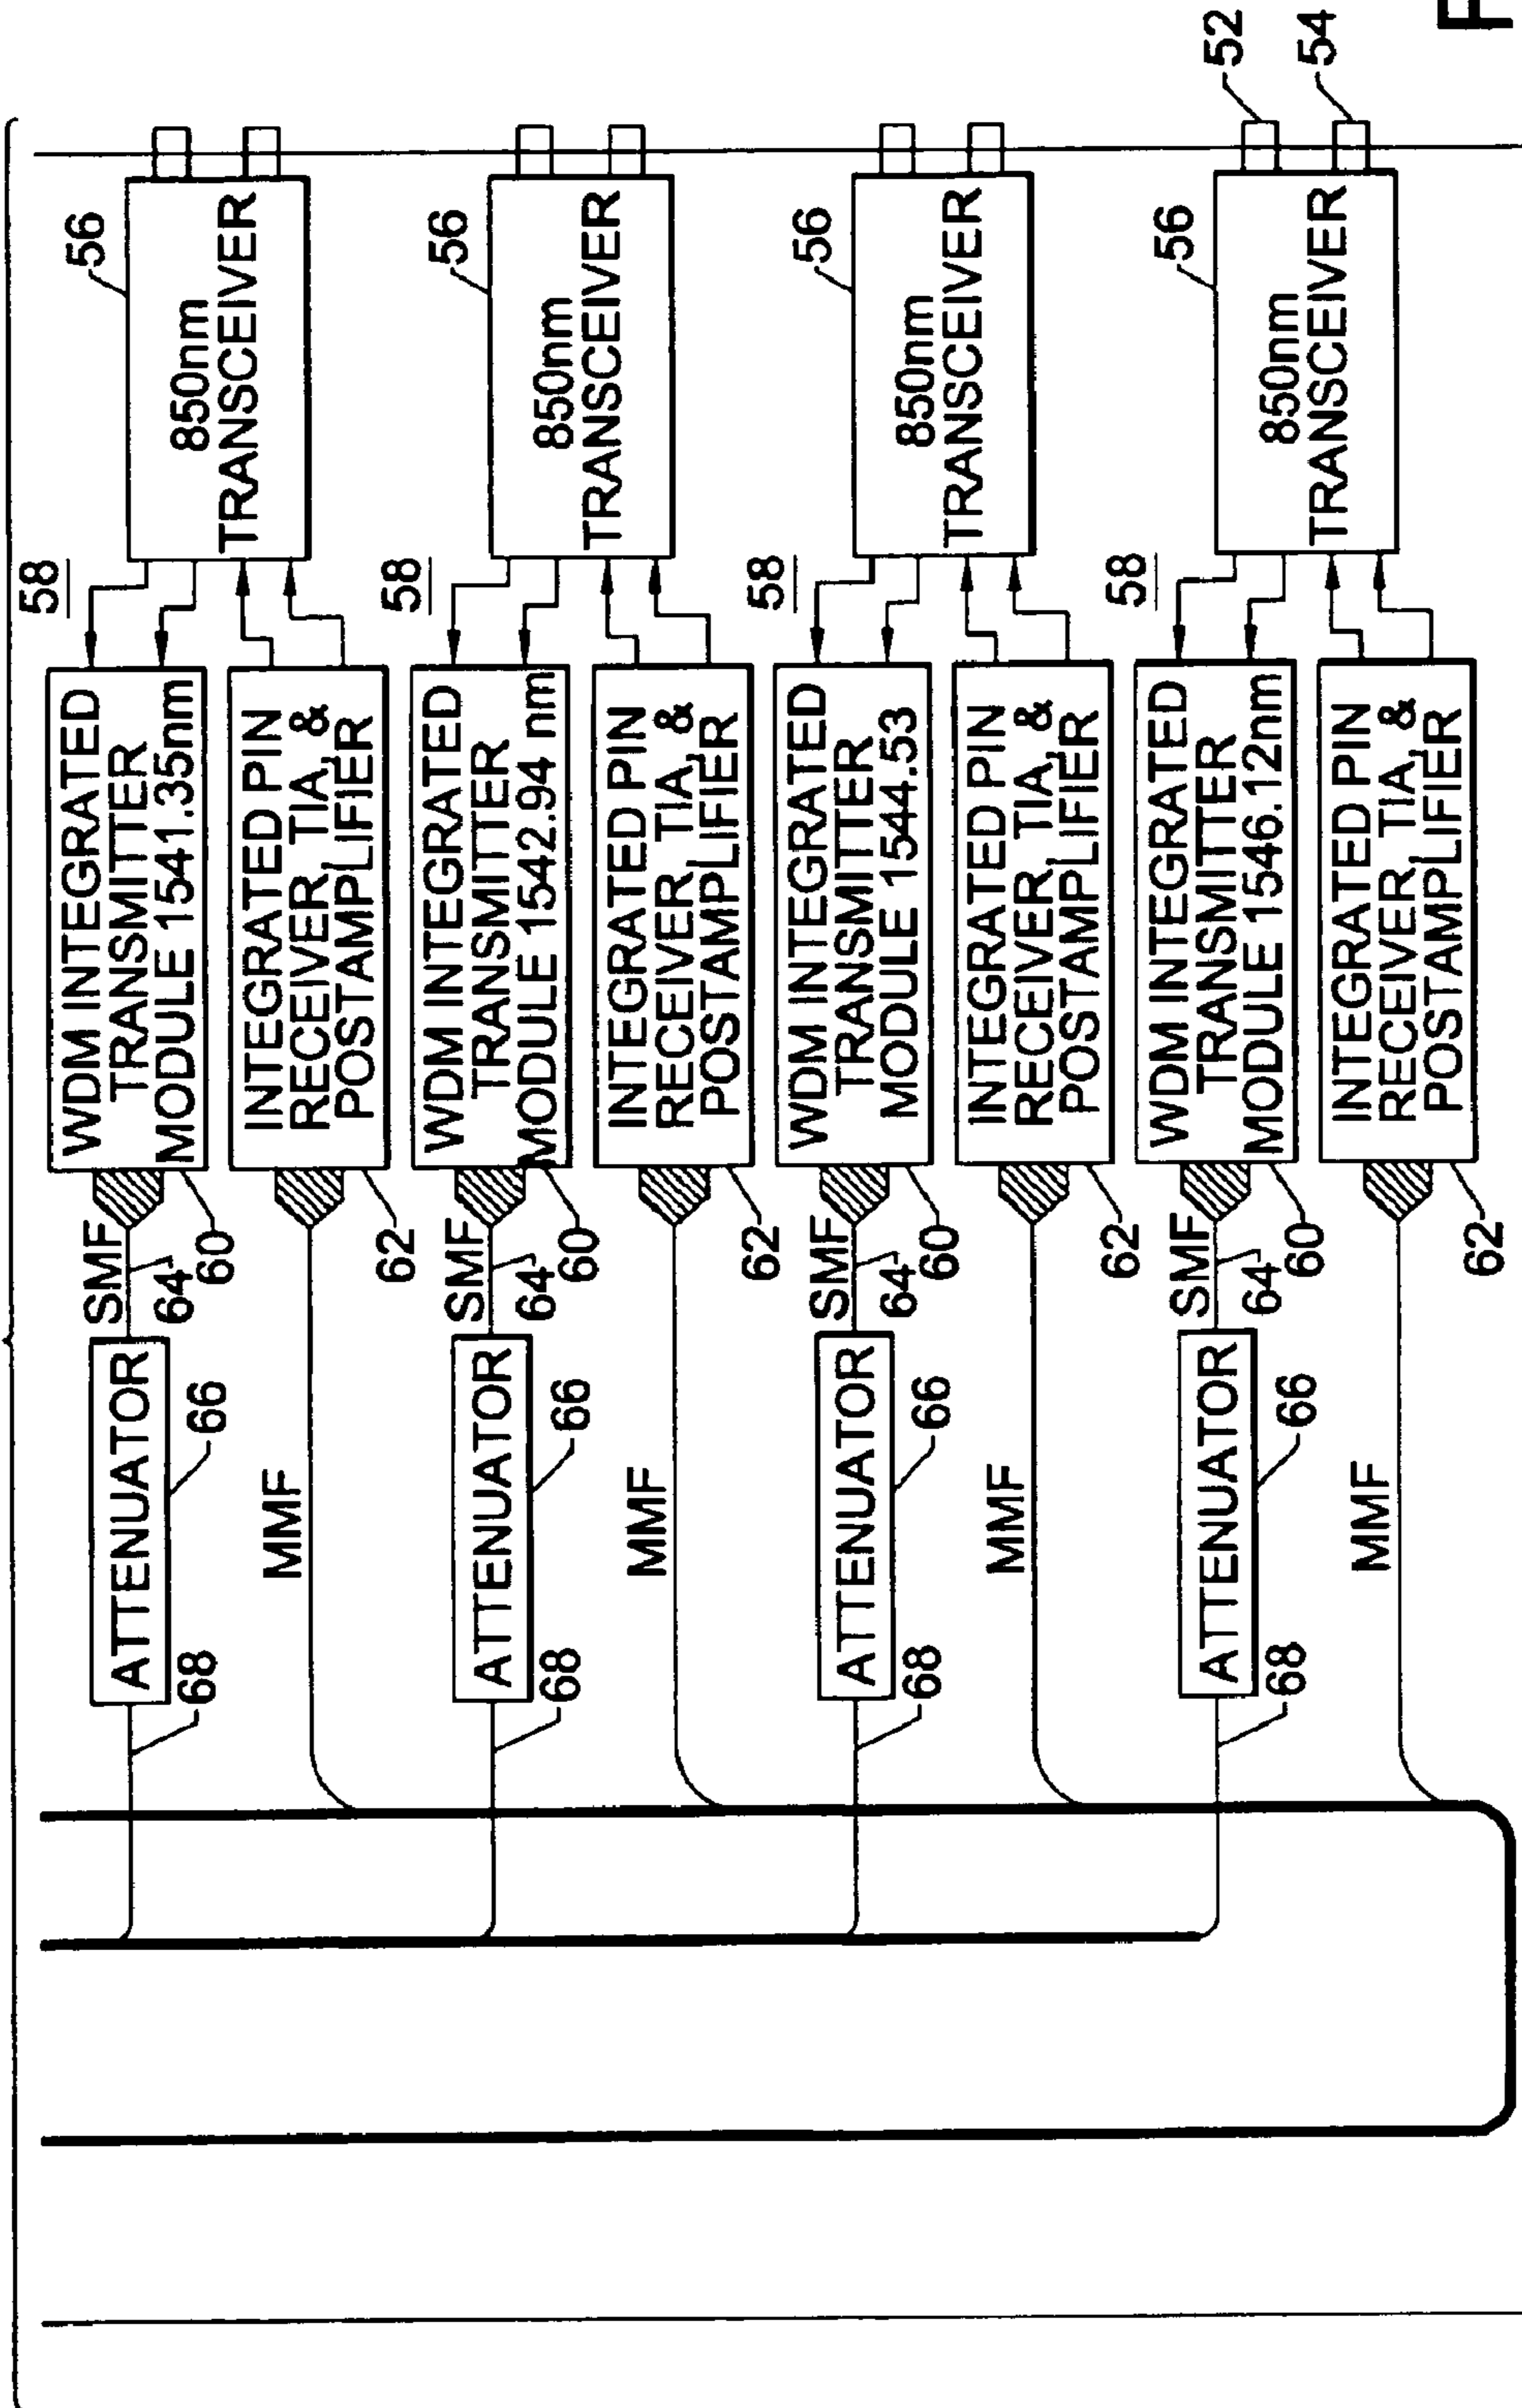 58
56
WDM INTEGRATED
TRANSMITTER
MODULE 1541.35nm
850nm
TRANSCEIVER
SMF
64
60
ATTENUATOR
66
68
INTEGRATED PIN
RECEIVER, TIA, &
POSTAMPLIFIER
MMF
62
58
56
WDM INTEGRATED
TRANSMITTER
MODULE 1542.94 nm
850nm
TRANSCEIVER
SMF
64
60
ATTENUATOR
66
68
INTEGRATED PIN
RECEIVER, TIA, &
POSTAMPLIFIER
MMF
62
58
56
WDM INTEGRATED
TRANSMITTER
MODULE 1544.53
850nm
TRANSCEIVER
SMF
64
60
ATTENUATOR
66
68
INTEGRATED PIN
RECEIVER, TIA, &
POSTAMPLIFIER
MMF
62
58
56
52
WDM INTEGRATED
TRANSMITTER
MODULE 1546.12nm
850nm
TRANSCEIVER
54
SMF
64
60
ATTENUATOR
66
68
INTEGRATED PIN
RECEIVER, TIA, &
POSTAMPLIFIER
MMF
62
F